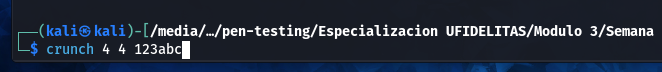 (kali㉿kali)-[/media/…/pen-testing/Especializacion UFIDELITAS/Modulo 3/Semana
$ crunch 4 4 123abc